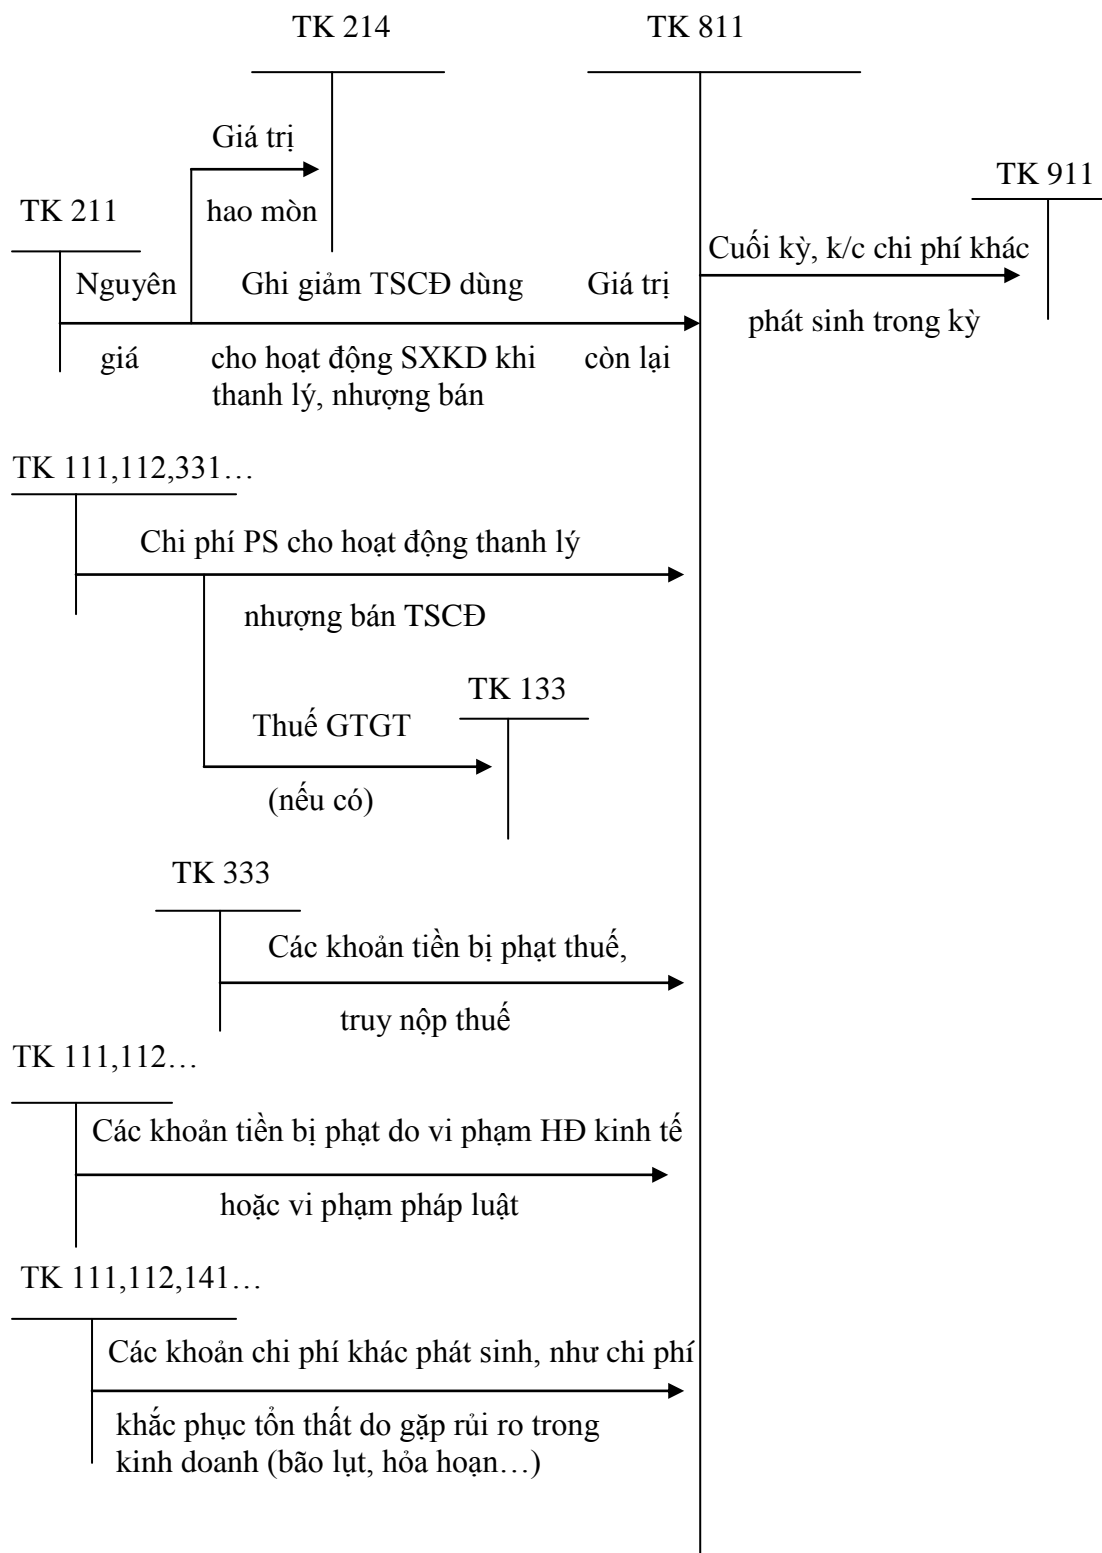 TK 214
TK 811
Giá trị
TK 911
TK 211
hao mòn
Cuối kỳ, k/c chi phí khác
Nguyên
Ghi giảm TSCĐ dùng
Giá trị
phát sinh trong kỳ
giá
cho hoạt động SXKD khi
còn lại
thanh lý, nhượng bán
TK 111,112,331…
Chi phí PS cho hoạt động thanh lý
nhượng bán TSCĐ
TK 133
Thuế GTGT
(nếu có)
TK 333
Các khoản tiền bị phạt thuế,
truy nộp thuế
TK 111,112…
Các khoản tiền bị phạt do vi phạm HĐ kinh tế
hoặc vi phạm pháp luật
TK 111,112,141…
Các khoản chi phí khác phát sinh, như chi phí
khắc phục tổn thất do gặp rủi ro trong
kinh doanh (bão lụt, hỏa hoạn…)